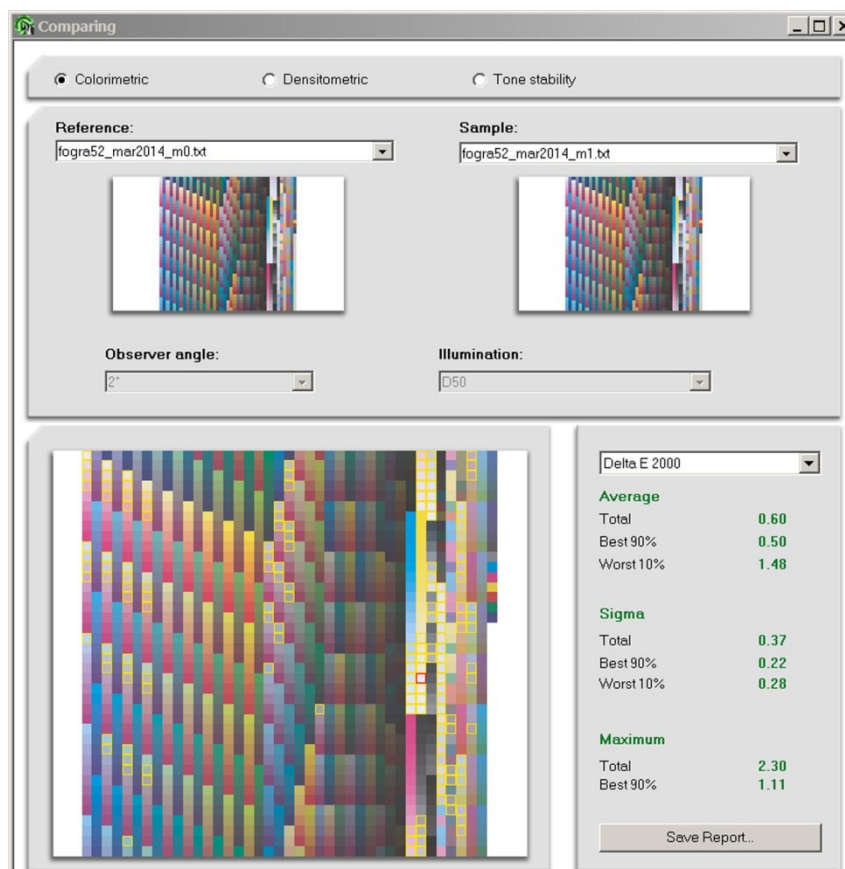 Comparing
Colorimetric Densitometric Tone stability
Reference: Sample:
fogra52_mar2014_m0.txt fogra52_mar2014_m1.txt
Observer angle: Illumination:
2° D50
Delta E 2000
Average
Total 0.60
Best 90% 0.50
Worst 10% 1.48
Sigma
Total 0.37
Best 90% 0.22
Worst 10% 0.28
Maximum
Total 2.30
Best 90% 1.11
Save Report...